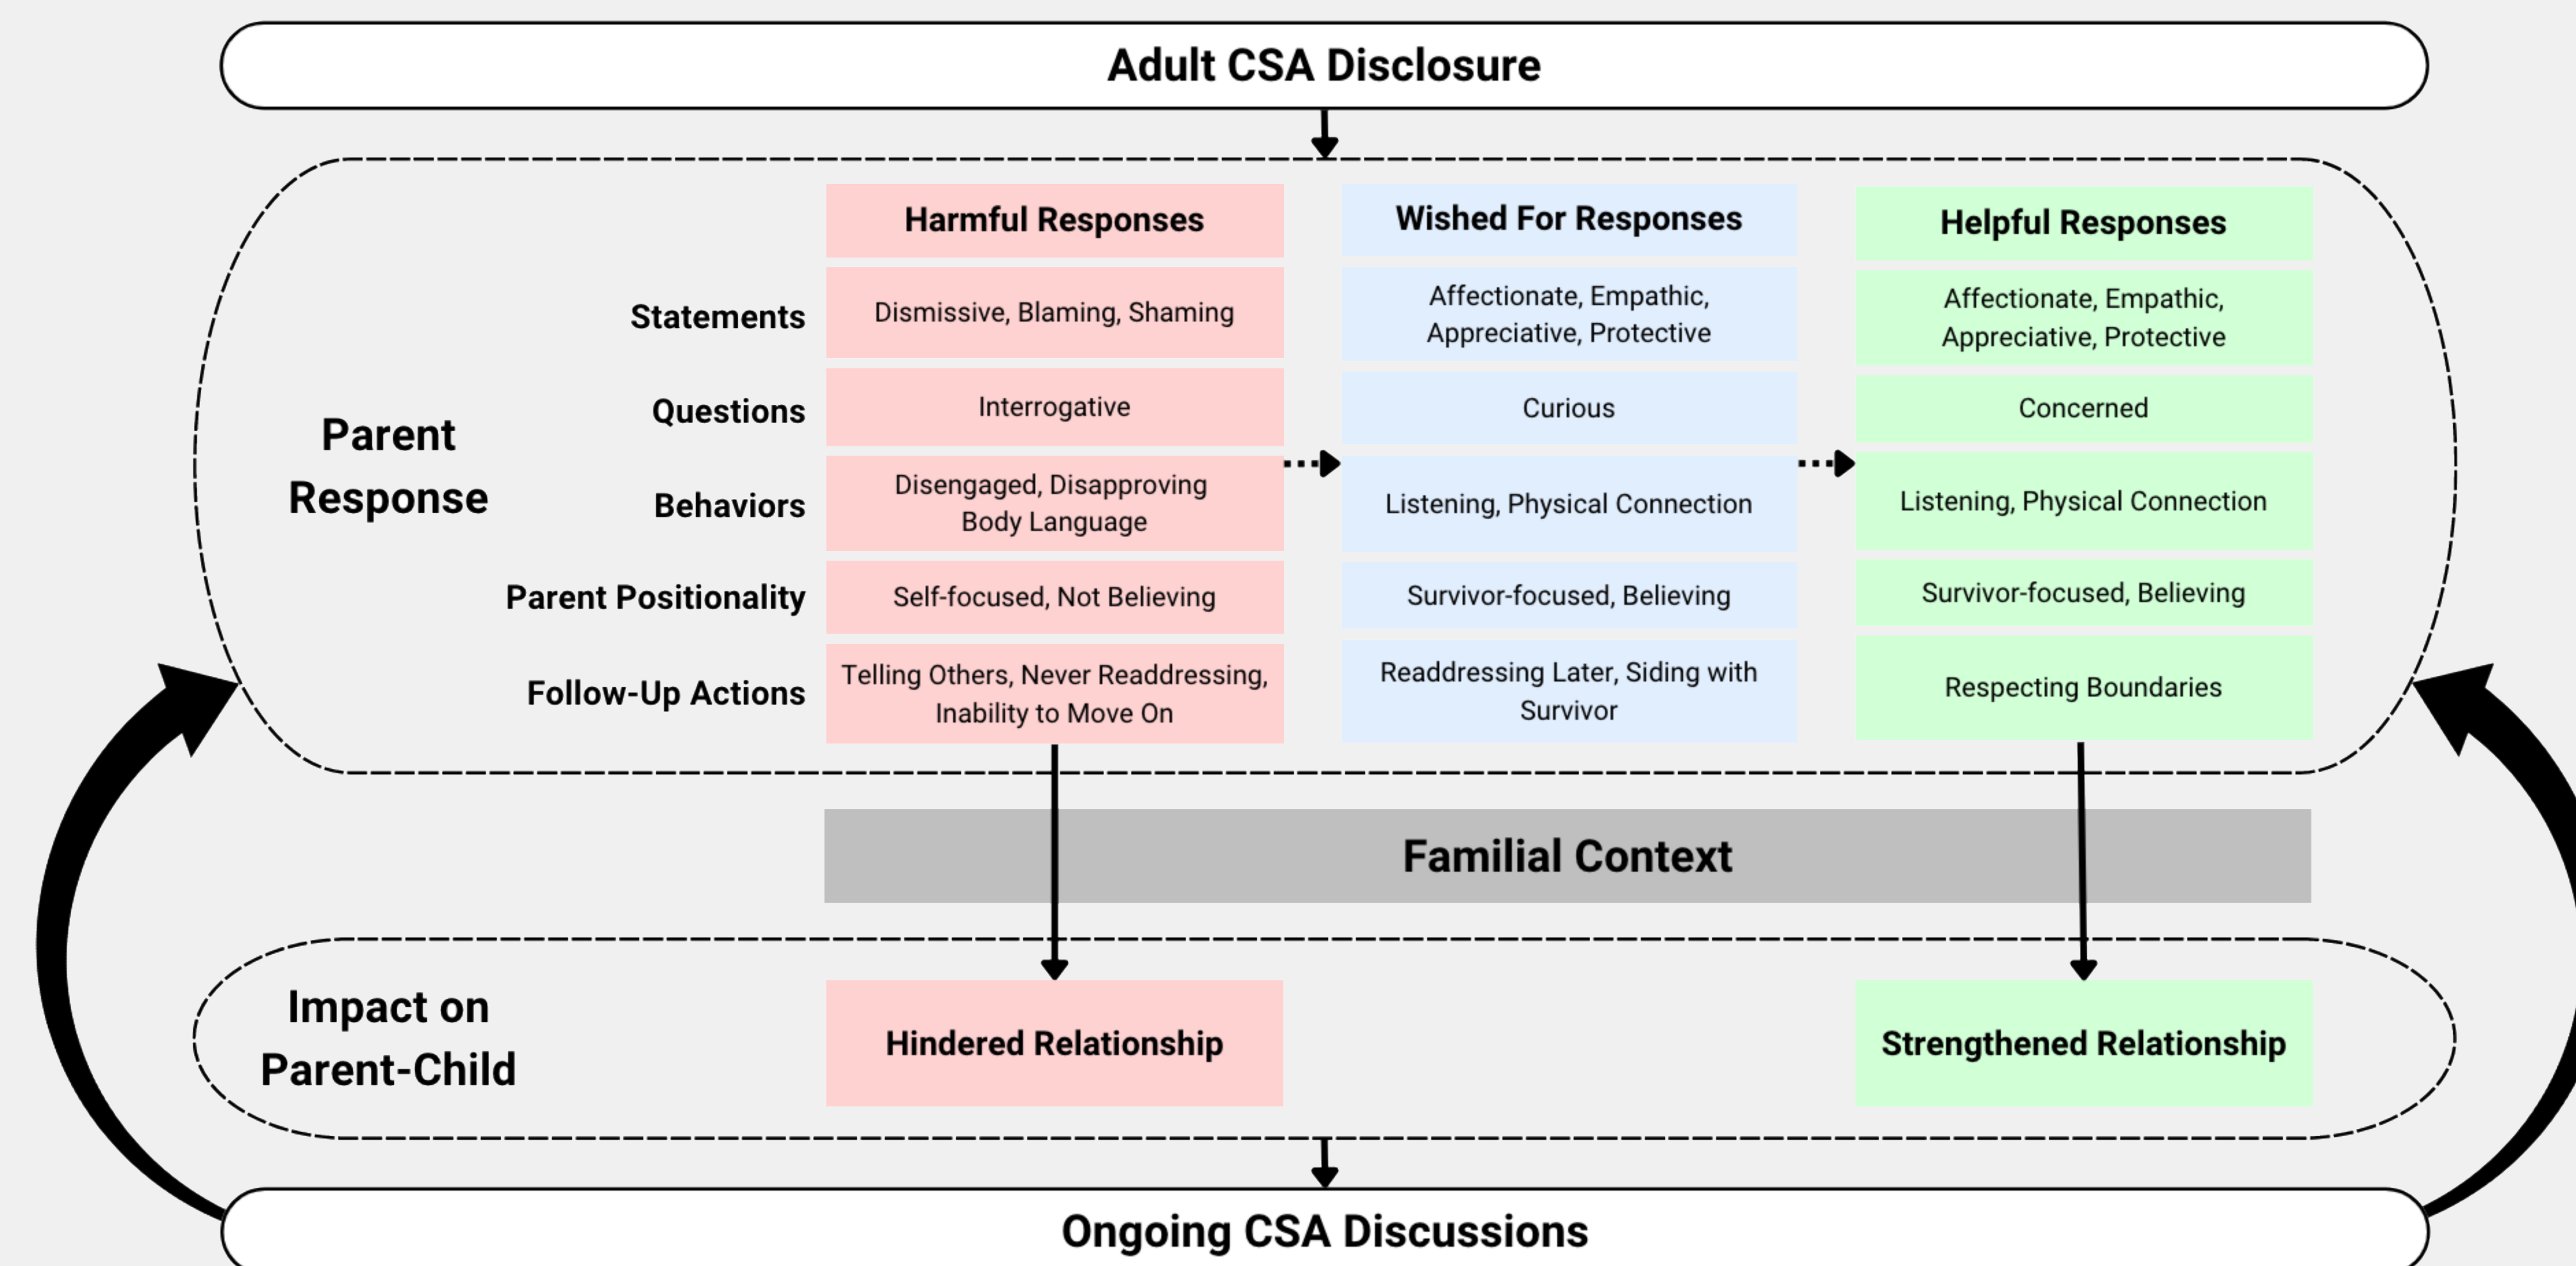 Adult CSA Disclosure
Harmful Responses
Wished For Responses
Helpful Responses
Parent
Response
Statements
Dismissive, Blaming, Shaming
Affectionate, Empathic,
Appreciative, Protective
Affectionate, Empathic,
Appreciative, Protective
Questions
Interrogative
Curious
Concerned
Behaviors
Disengaged, Disapproving
Body Language
Listening, Physical Connection
Listening, Physical Connection
Parent Positionality
Self-focused, Not Believing
Survivor-focused, Believing
Survivor-focused, Believing
Follow-Up Actions
Telling Others, Never Readdressing,
Inability to Move On
Readdressing Later, Siding with
Survivor
Respecting Boundaries
Familial Context
Impact on
Parent-Child
Hindered Relationship
Strengthened Relationship
Ongoing CSA Discussions